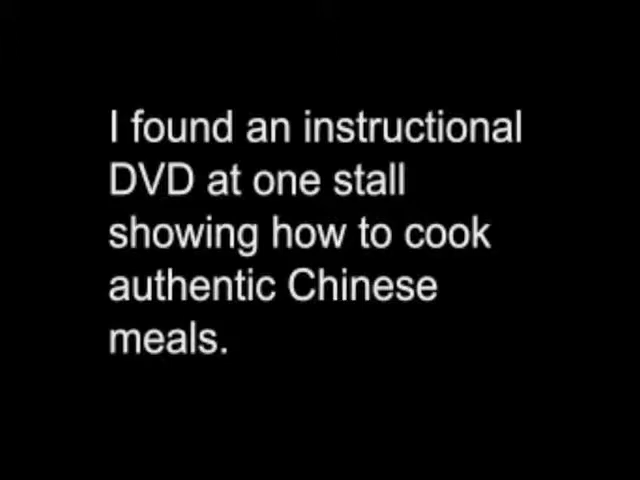 I found an instructional
DVD at one stall
showing how to cook
authentic Chinese
meals.